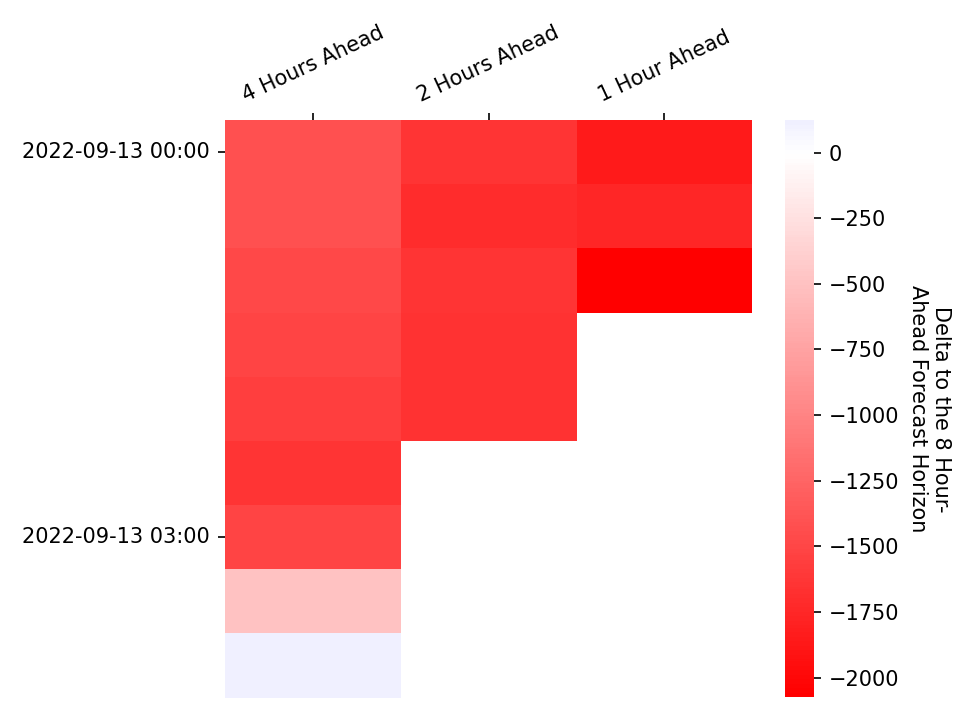 4 Hours Ahead
2 Hours Ahead
1 Hour Ahead
2022-09-13 00:00
2022-09-13 03:00
0
−250
−500
−750
−1000
−1250
−1500
−1750
−2000
Delta to the 8 Hour-
Ahead Forecast Horizon